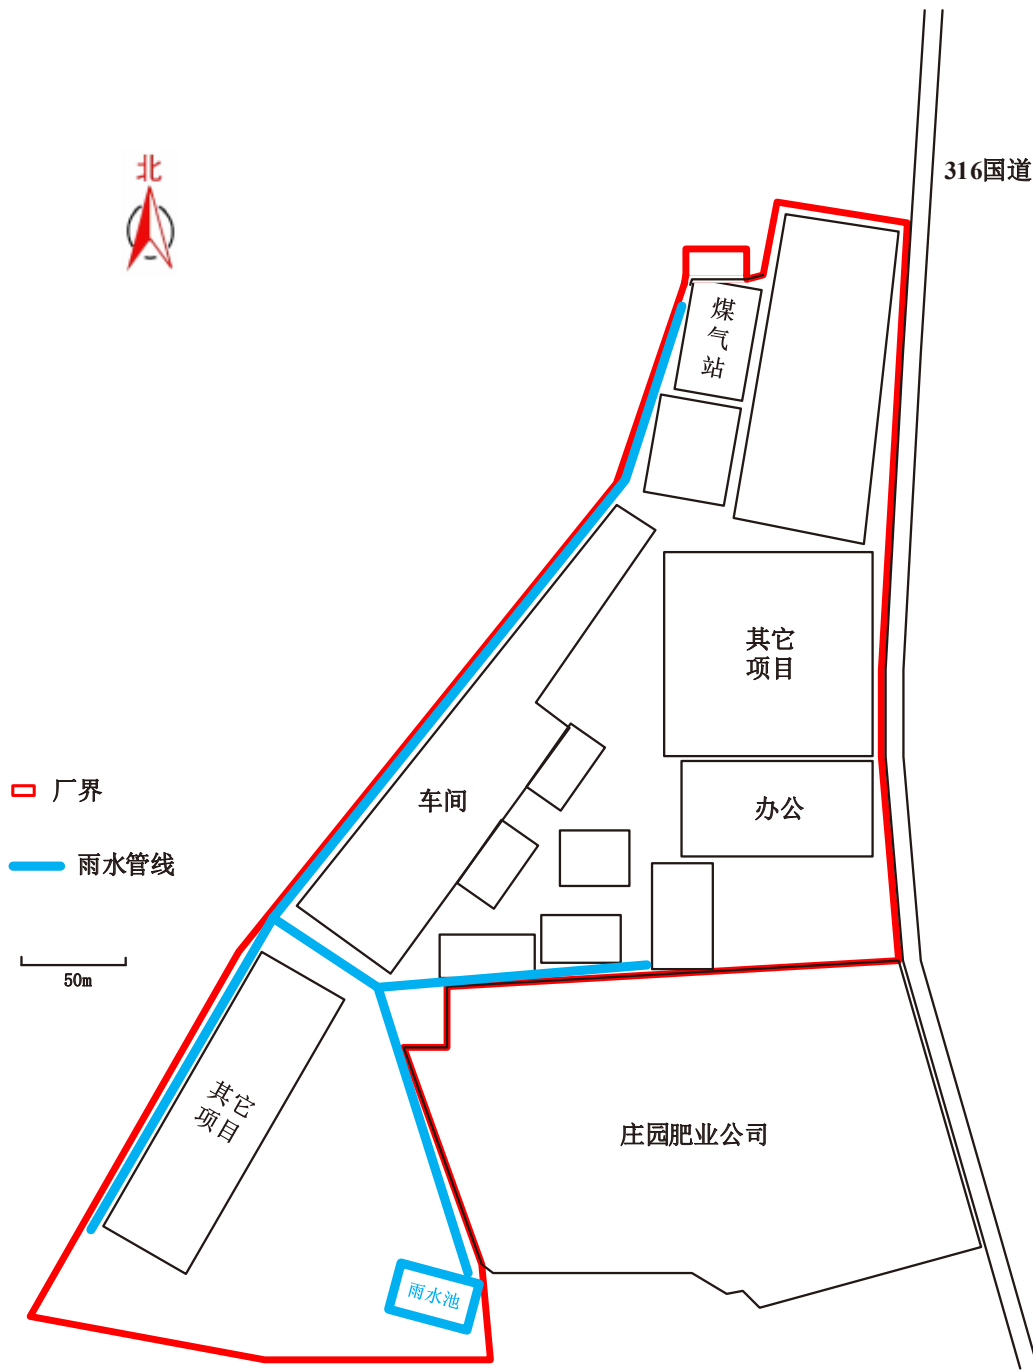 北
316国道
煤
气
站
其它
项目
厂界
车间
办公
雨水管线
50m
其它
项目
庄园肥业公司
雨水池